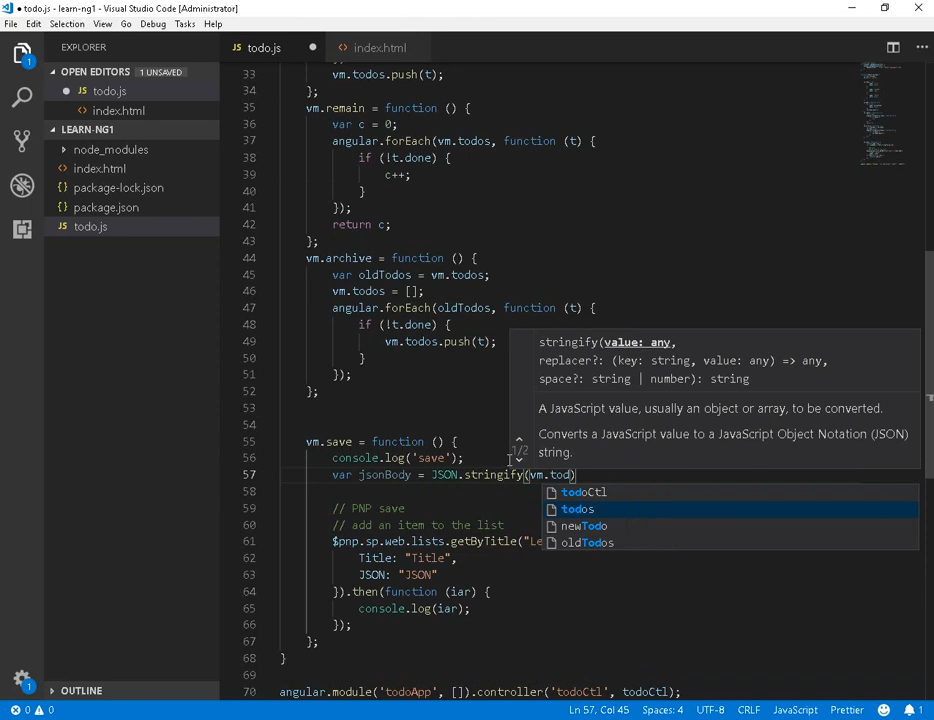 ● todo.js - learn-ng1 - Visual Studio Code [Administrator]
File Edit Selection View Go Debug Tasks Help
EXPLORER
JS todo.js ●
<> index.html
OPEN EDITORS 1 UNSAVED
● JS todo.js
<> index.html
LEARN-NG1
node_modules
<> index.html
{} package-lock.json
{} package.json
JS todo.js
OUTLINE
33 vm.todos.push(t);
34 };
35 vm.remain = function () {
36 var c = 0;
37 angular.forEach(vm.todos, function (t) {
38 if (!t.done) {
39 c++;
40 }
41 });
42 return c;
43 };
44 vm.archive = function () {
45 var oldTodos = vm.todos;
46 vm.todos = [];
47 angular.forEach(oldTodos, function (t) {
48 if (!t.done) {
49 vm.todos.push(t);
50 }
51 });
52 };
53
54
55 vm.save = function () {
56 console.log('save');
57 var jsonBody = JSON.stringify(vm.tod)
58
59 // PNP save
60 // add an item to the list
61 $pnp.sp.web.lists.getByTitle("Le
62 Title: "Title",
63 JSON: "JSON"
64 }).then(function (iar) {
65 console.log(iar);
66 });
67 };
68 }
69
70 angular.module('todoApp', []).controller('todoCtl', todoCtl);
1/2
stringify(value: any,
replacer?: (key: string, value: any) => any,
space?: string | number): string
A JavaScript value, usually an object or array, to be converted.
Converts a JavaScript value to a JavaScript Object Notation (JSON)
string.
todoCtl
todos
newTodo
oldTodos
1
1
0 0
Ln 57, Col 45 Spaces: 4 UTF-8 CRLF JavaScript Prettier 1